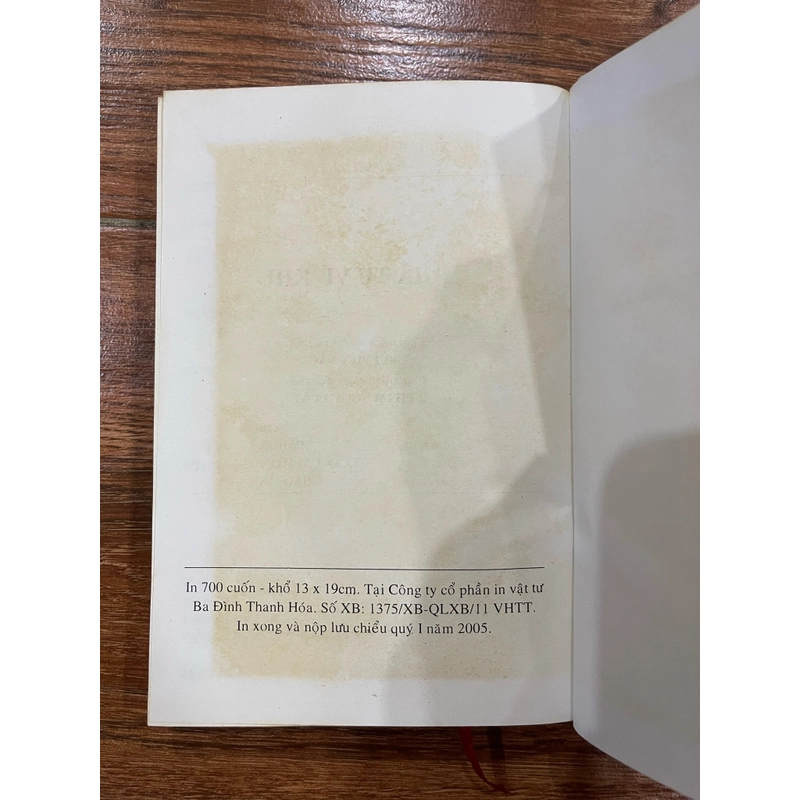 In 700 cuốn - khổ 13 x 19cm. Tại Công ty cổ phần in vật tư
Ba Đình Thanh Hóa. Số XB: 1375/XB-QLXB/11 VHTT.
In xong và nộp lưu chiểu quý I năm 2005.